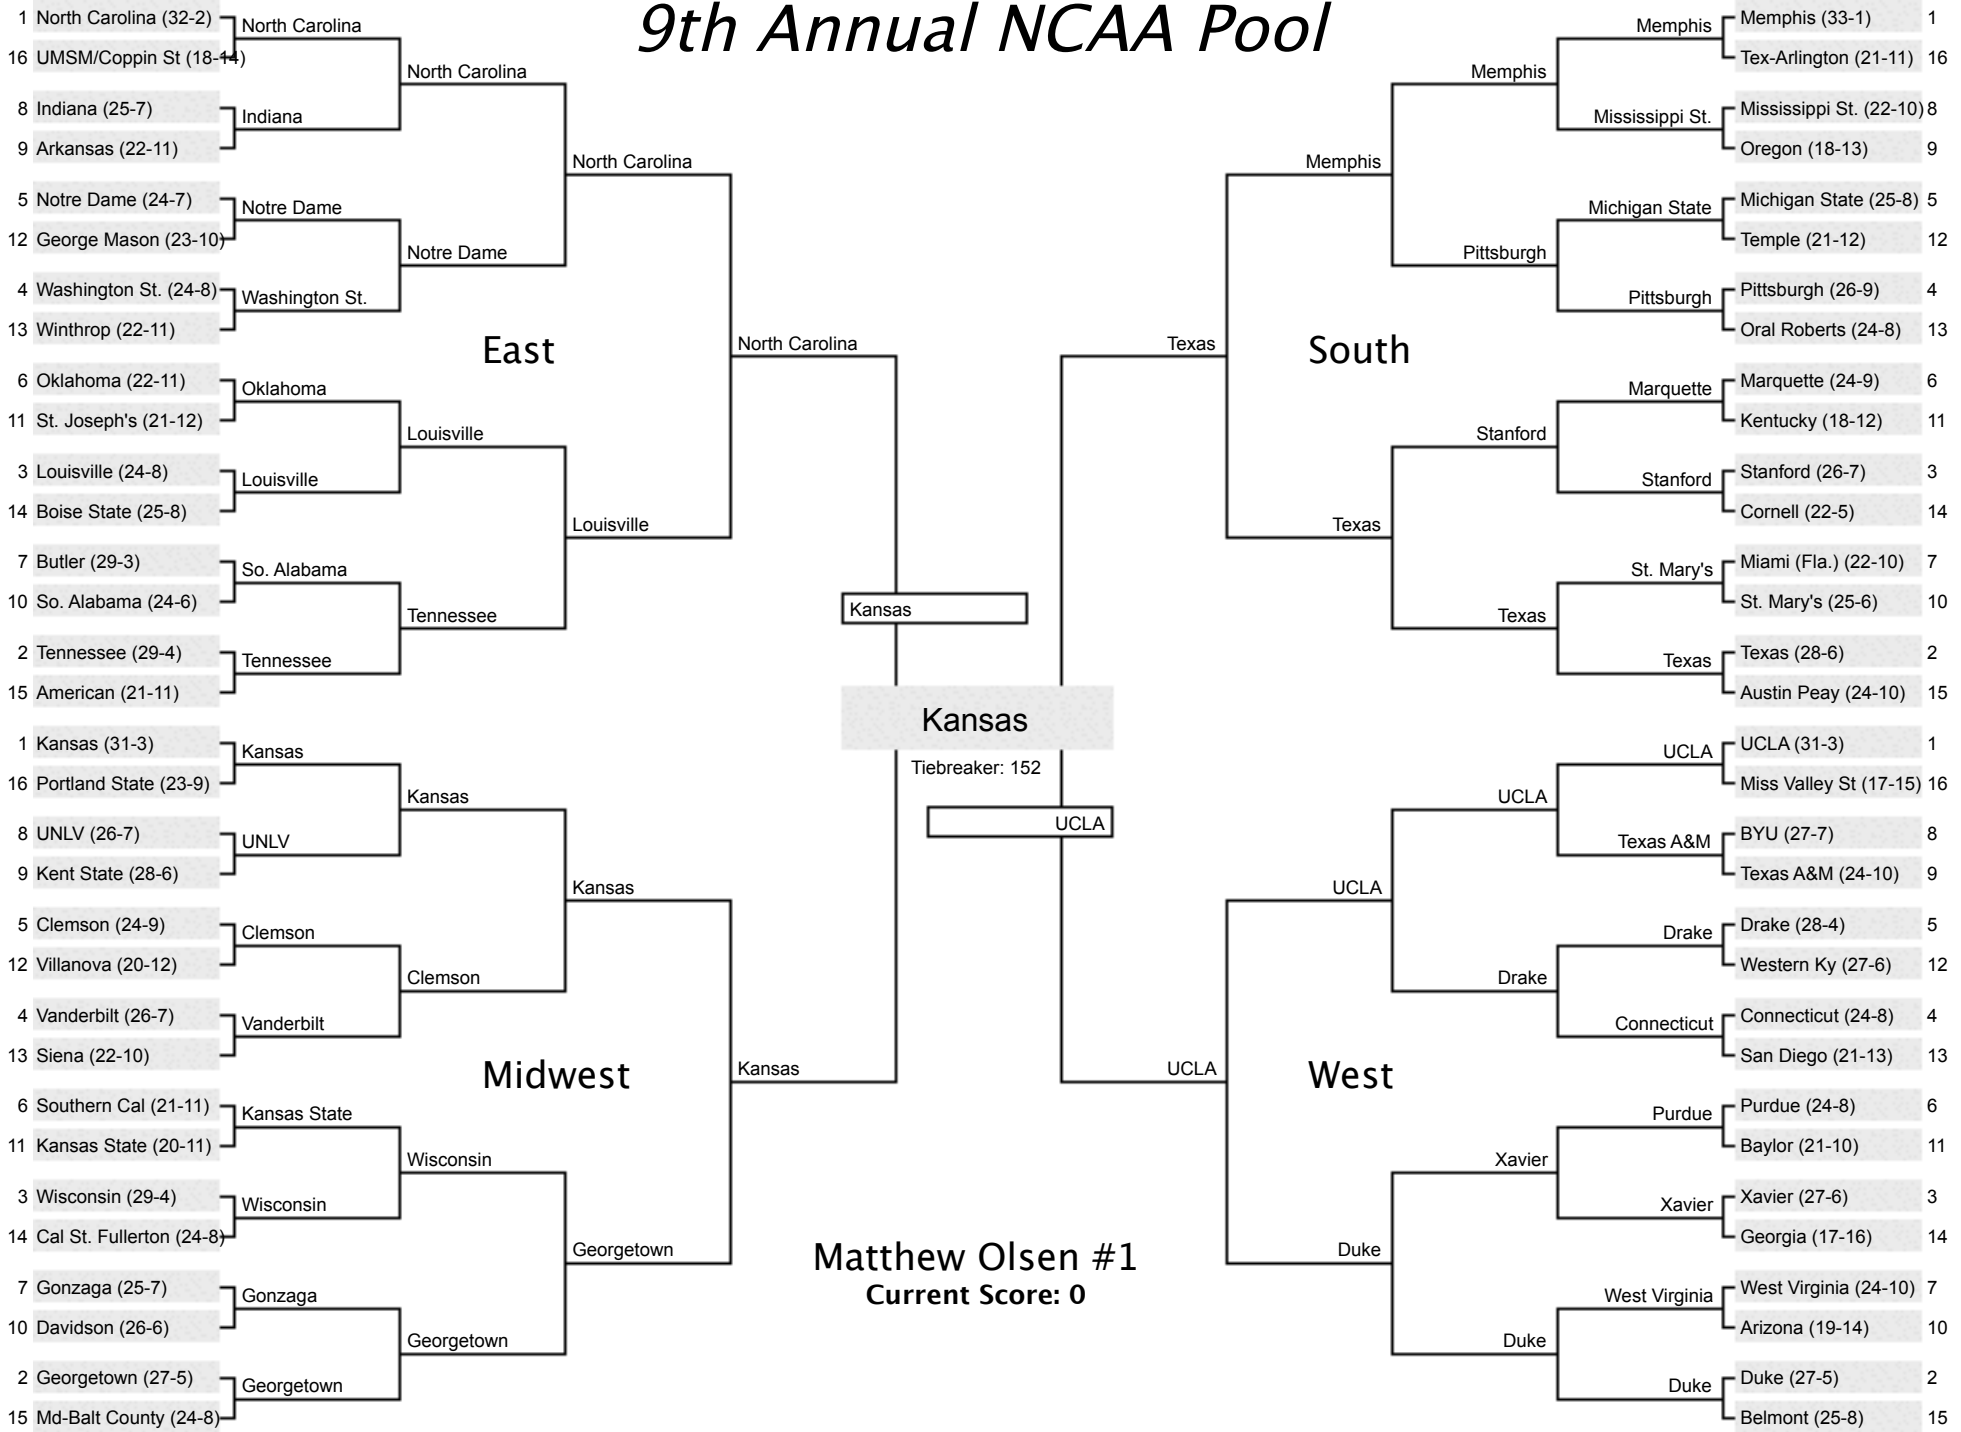 9th Annual NCAA Pool
1 North Carolina (32-2)
16 UMSM/Coppin St (18-14)
8 Indiana (25-7)
9 Arkansas (22-11)
5 Notre Dame (24-7)
12 George Mason (23-10)
4 Washington St. (24-8)
13 Winthrop (22-11)
6 Oklahoma (22-11)
11 St. Joseph's (21-12)
3 Louisville (24-8)
14 Boise State (25-8)
7 Butler (29-3)
10 So. Alabama (24-6)
2 Tennessee (29-4)
15 American (21-11)
North Carolina
Indiana
Notre Dame
Washington St.
Oklahoma
Louisville
So. Alabama
Tennessee
North Carolina
Notre Dame
Louisville
Tennessee
North Carolina
Louisville
East
North Carolina
1 Kansas (31-3)
16 Portland State (23-9)
8 UNLV (26-7)
9 Kent State (28-6)
5 Clemson (24-9)
12 Villanova (20-12)
4 Vanderbilt (26-7)
13 Siena (22-10)
6 Southern Cal (21-11)
11 Kansas State (20-11)
3 Wisconsin (29-4)
14 Cal St. Fullerton (24-8)
7 Gonzaga (25-7)
10 Davidson (26-6)
2 Georgetown (27-5)
15 Md-Balt County (24-8)
Kansas
UNLV
Clemson
Vanderbilt
Kansas State
Wisconsin
Gonzaga
Georgetown
Kansas
Clemson
Wisconsin
Georgetown
Kansas
Georgetown
Midwest
Kansas
Kansas
Kansas
Tiebreaker: 152
UCLA
Matthew Olsen #1
Current Score: 0
Memphis (33-1) 1
Tex-Arlington (21-11) 16
Mississippi St. (22-10) 8
Oregon (18-13) 9
Michigan State (25-8) 5
Temple (21-12) 12
Pittsburgh (26-9) 4
Oral Roberts (24-8) 13
Marquette (24-9) 6
Kentucky (18-12) 11
Stanford (26-7) 3
Cornell (22-5) 14
Miami (Fla.) (22-10) 7
St. Mary's (25-6) 10
Texas (28-6) 2
Austin Peay (24-10) 15
Memphis
Mississippi St.
Michigan State
Pittsburgh
Marquette
Stanford
St. Mary's
Texas
Memphis
Pittsburgh
Stanford
Texas
Memphis
Texas
South
Texas
UCLA (31-3) 1
Miss Valley St (17-15) 16
BYU (27-7) 8
Texas A&M (24-10) 9
Drake (28-4) 5
Western Ky (27-6) 12
Connecticut (24-8) 4
San Diego (21-13) 13
Purdue (24-8) 6
Baylor (21-10) 11
Xavier (27-6) 3
Georgia (17-16) 14
West Virginia (24-10) 7
Arizona (19-14) 10
Duke (27-5) 2
Belmont (25-8) 15
UCLA
Texas A&M
Drake
Connecticut
Purdue
Xavier
West Virginia
Duke
UCLA
Drake
Xavier
Duke
UCLA
Duke
West
UCLA